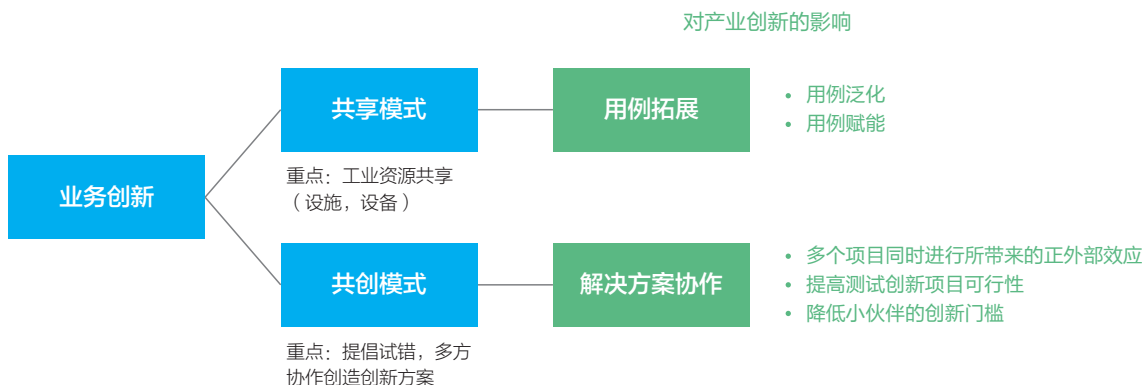 对产业创新的影响
共享模式
用例拓展
• 用例泛化
• 用例赋能
重点：工业资源共享
（设施，设备）
业务创新
共创模式
解决方案协作
• 多个项目同时进行所带来的正外部效应
• 提高测试创新项目可行性
• 降低小伙伴的创新门槛
重点：提倡试错，多方
协作创造创新方案